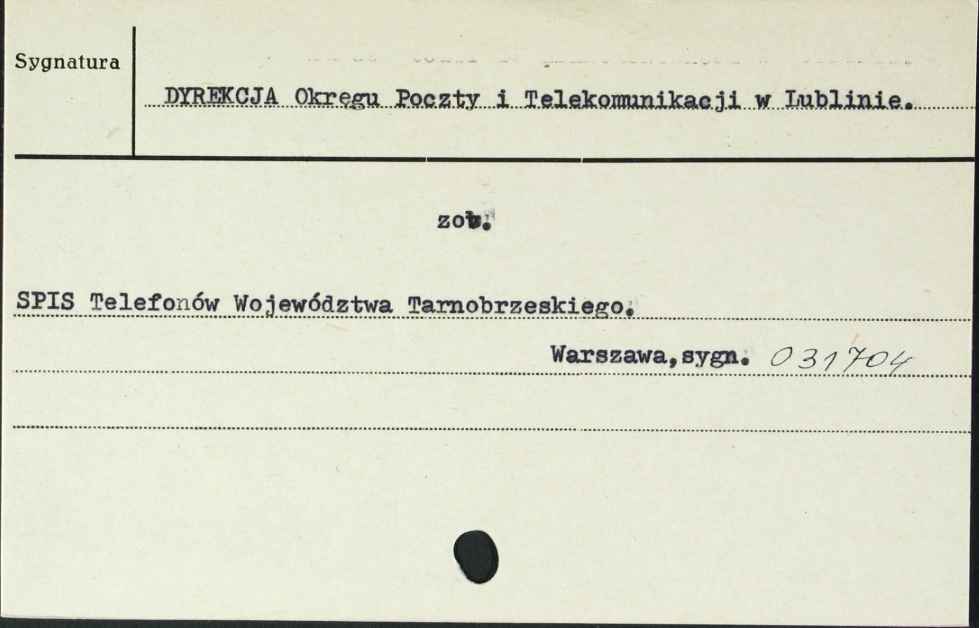 Sygnatura
DYREKCJA Okręgu Poczty i Telekomunikacji w Lublinie.
zob.
SPIS Telefonów Województwa Tarnobrzeskiego.
Warszawa,sygn. 031704